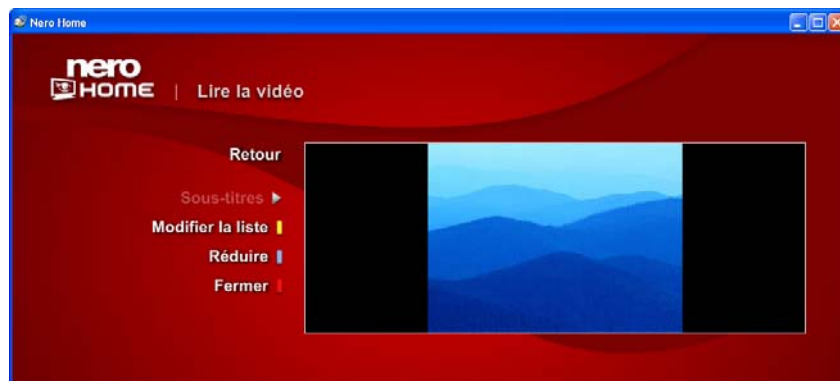 Nero Home
nero
HOME | Lire la vidéo
Retour
Sous-titres
Modifier la liste
Réduire
Fermer